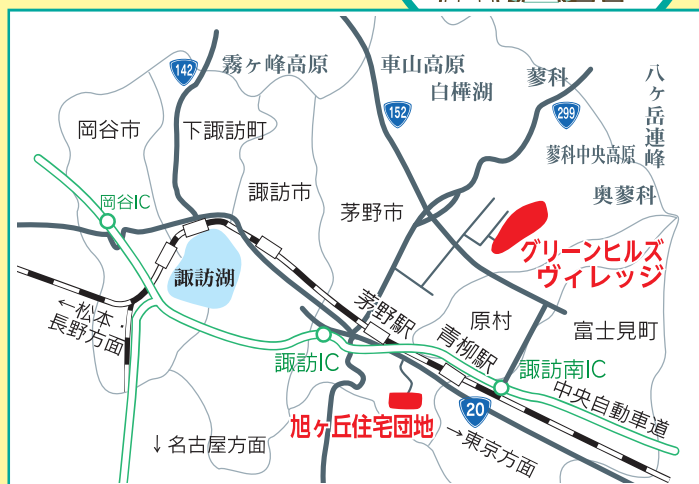 霧ヶ峰高原
車山高原
白樺湖
蓼科
八ヶ岳連峰
142
152
299
岡谷市
下諏訪町
蓼科中央高原
諏訪市
奥蓼科
岡谷IC
茅野市
グリーンヒルズ
ヴィレッジ
諏訪湖
←松本・
長野方面
茅野駅
原村
富士見町
青柳駅
諏訪IC
諏訪南IC
中央自動車道
旭ヶ丘住宅団地
20
↓名古屋方面
→東京方面